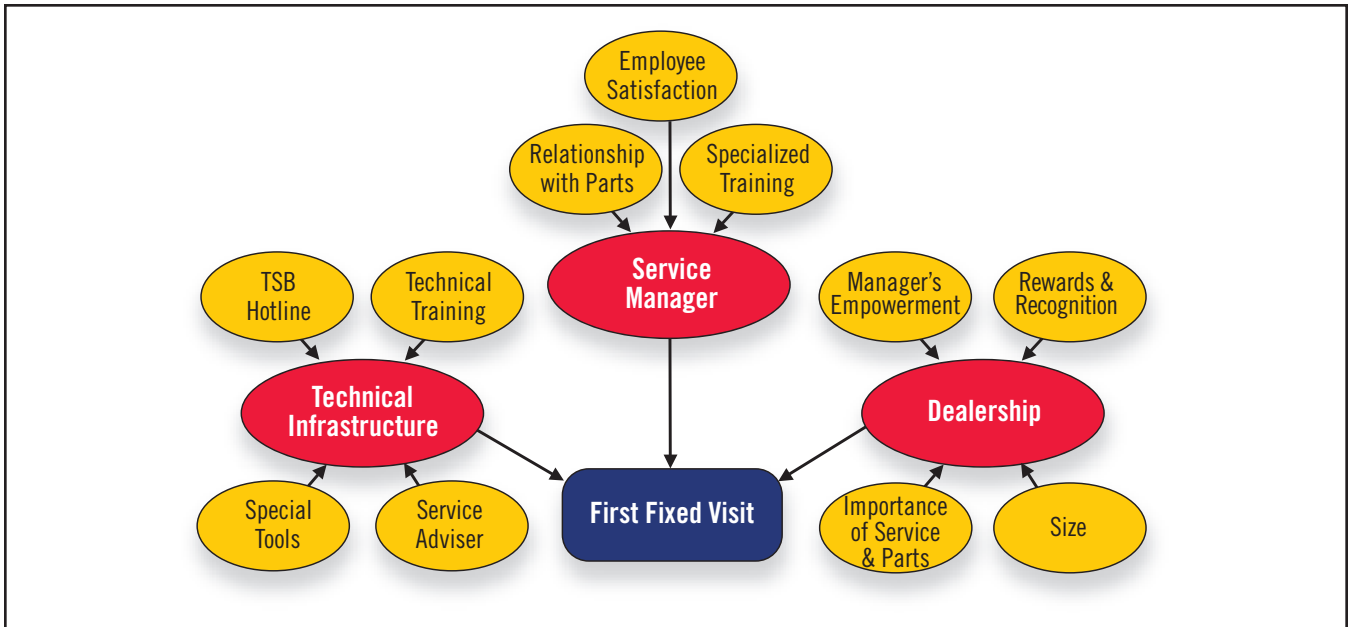 Employee
Satisfaction
Relationship
with Parts
Specialized
Training
Service
Manager
TSB
Hotline
Technical
Training
Manager's
Empowerment
Rewards &
Recognition
Technical
Infrastructure
Dealership
Special
Tools
Service
Adviser
First Fixed Visit
Importance
of Service
& Parts
Size